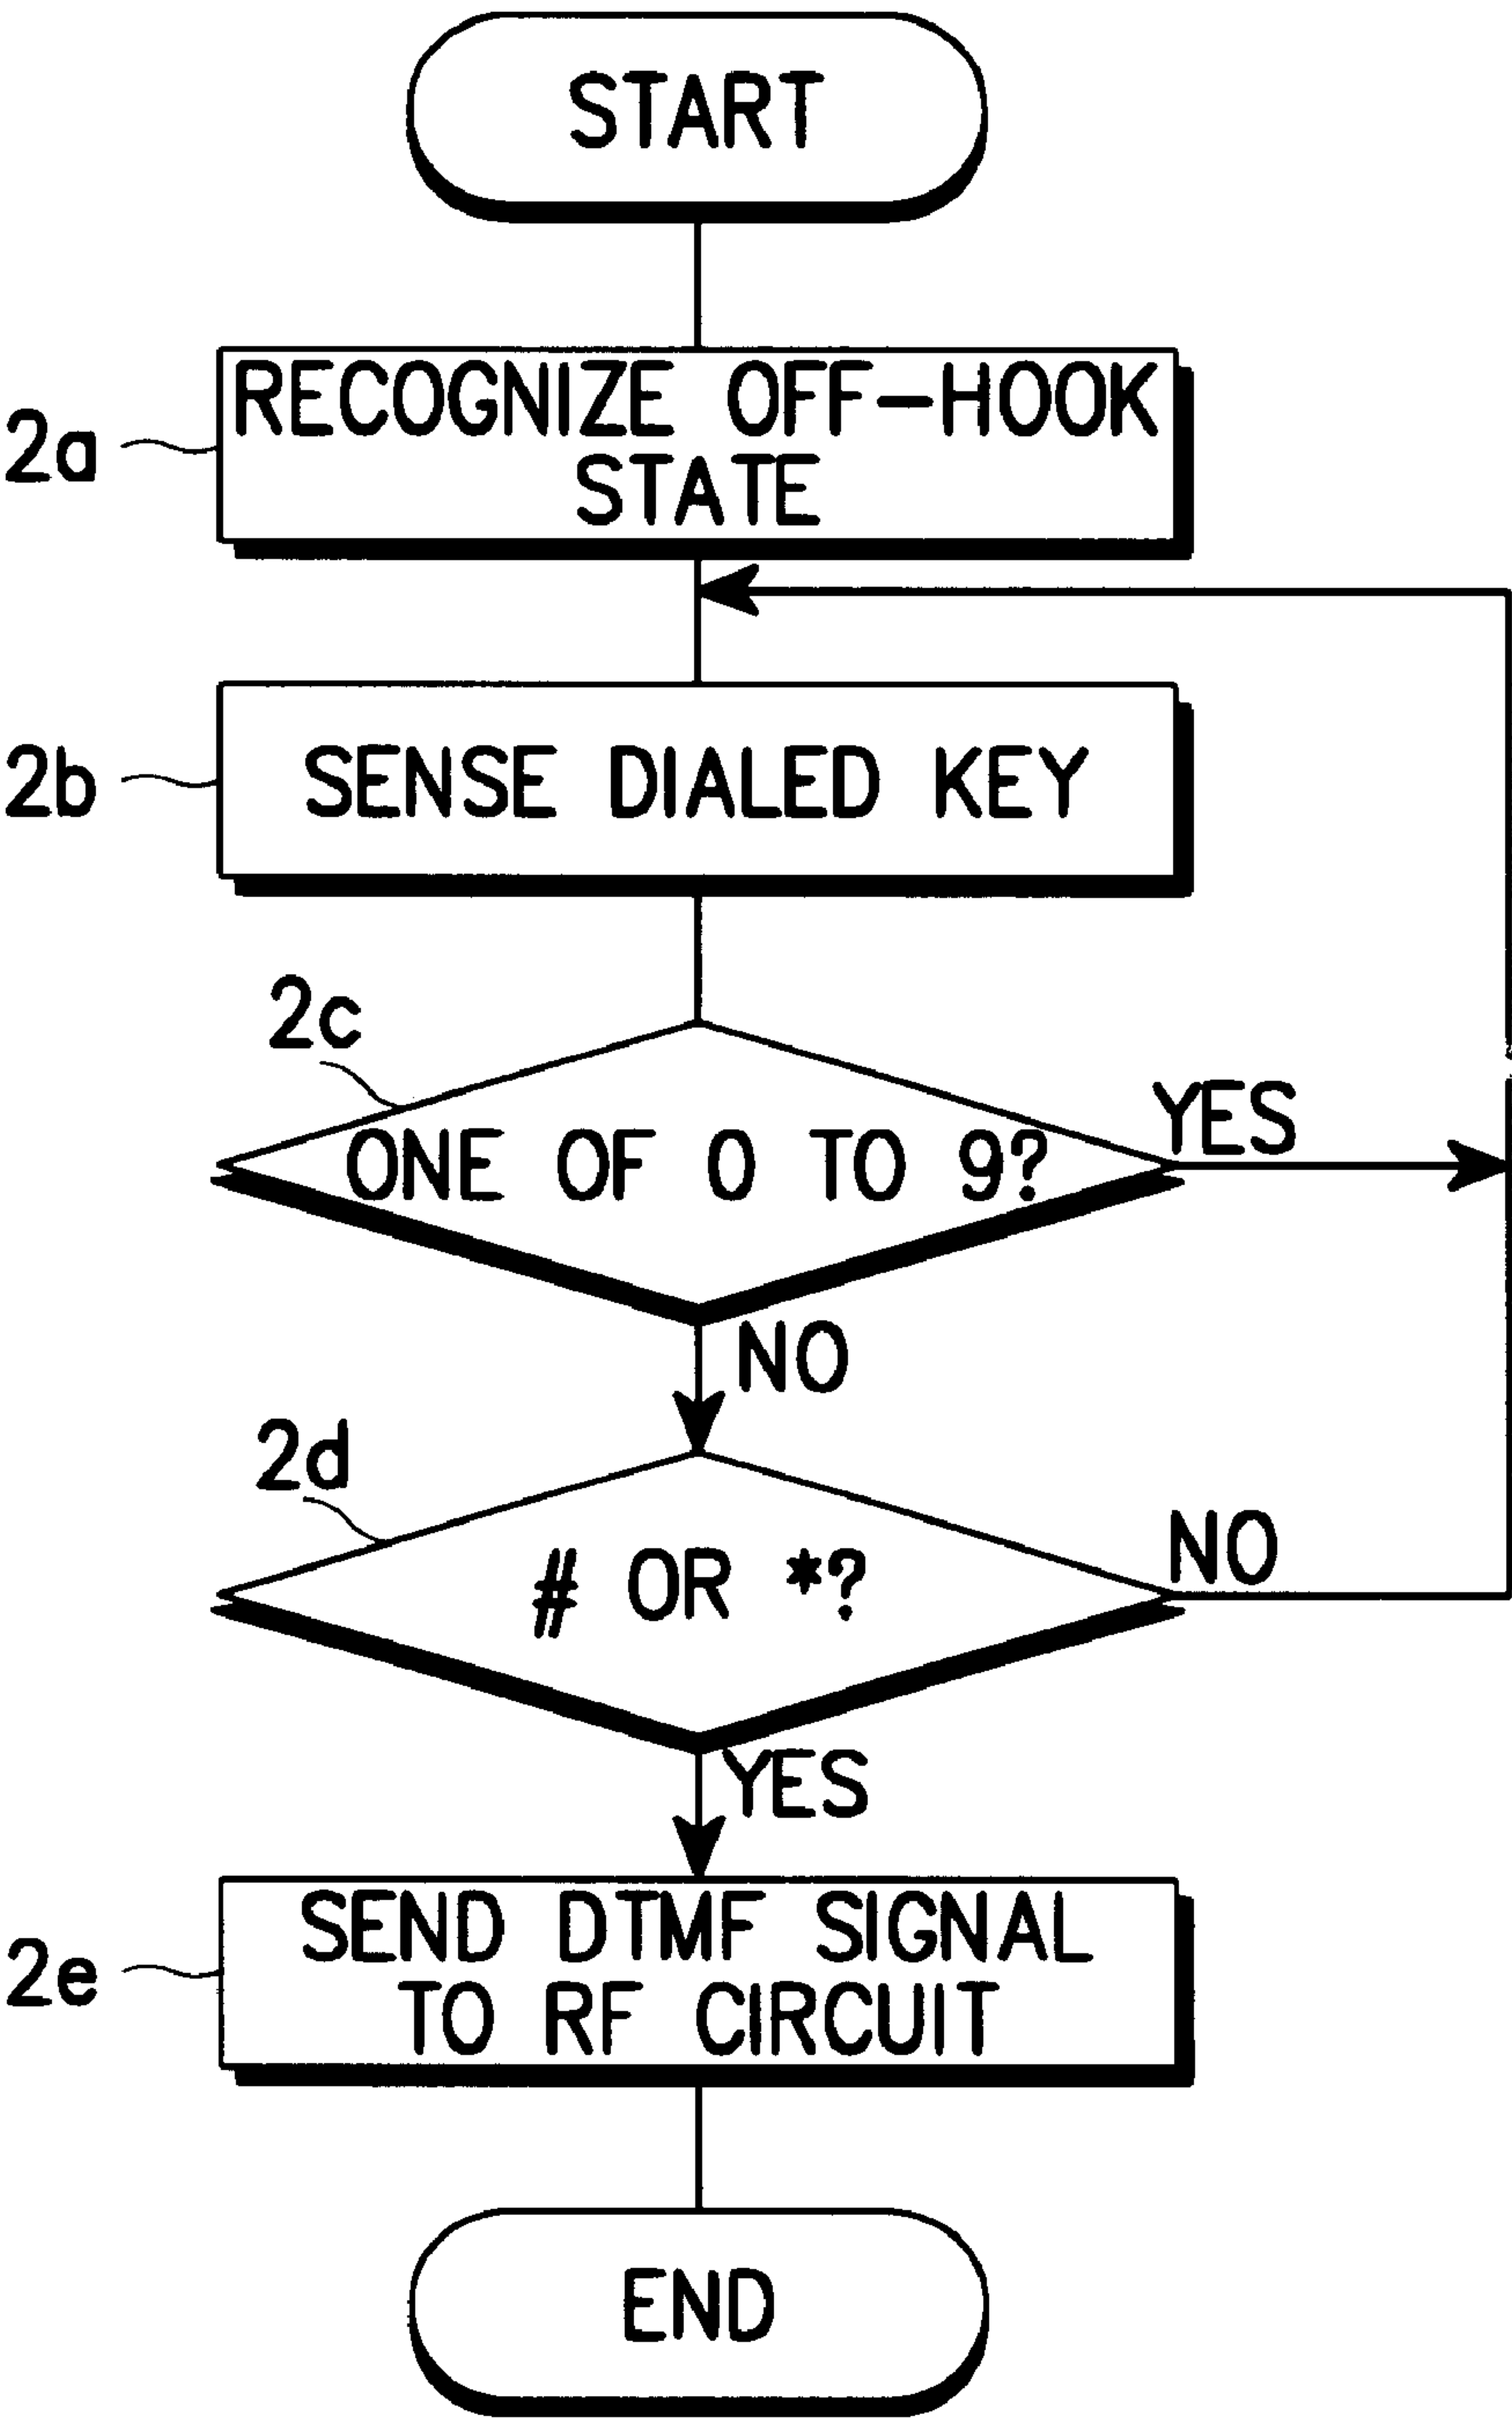 START
2a
RECOGNIZE OFF-HOOK
STATE
2b
SENSE DIALED KEY
2c
ONE OF 0 TO 9?
YES
NO
2d
# OR *?
NO
YES
2e
SEND DTMF SIGNAL
TO RF CIRCUIT
END